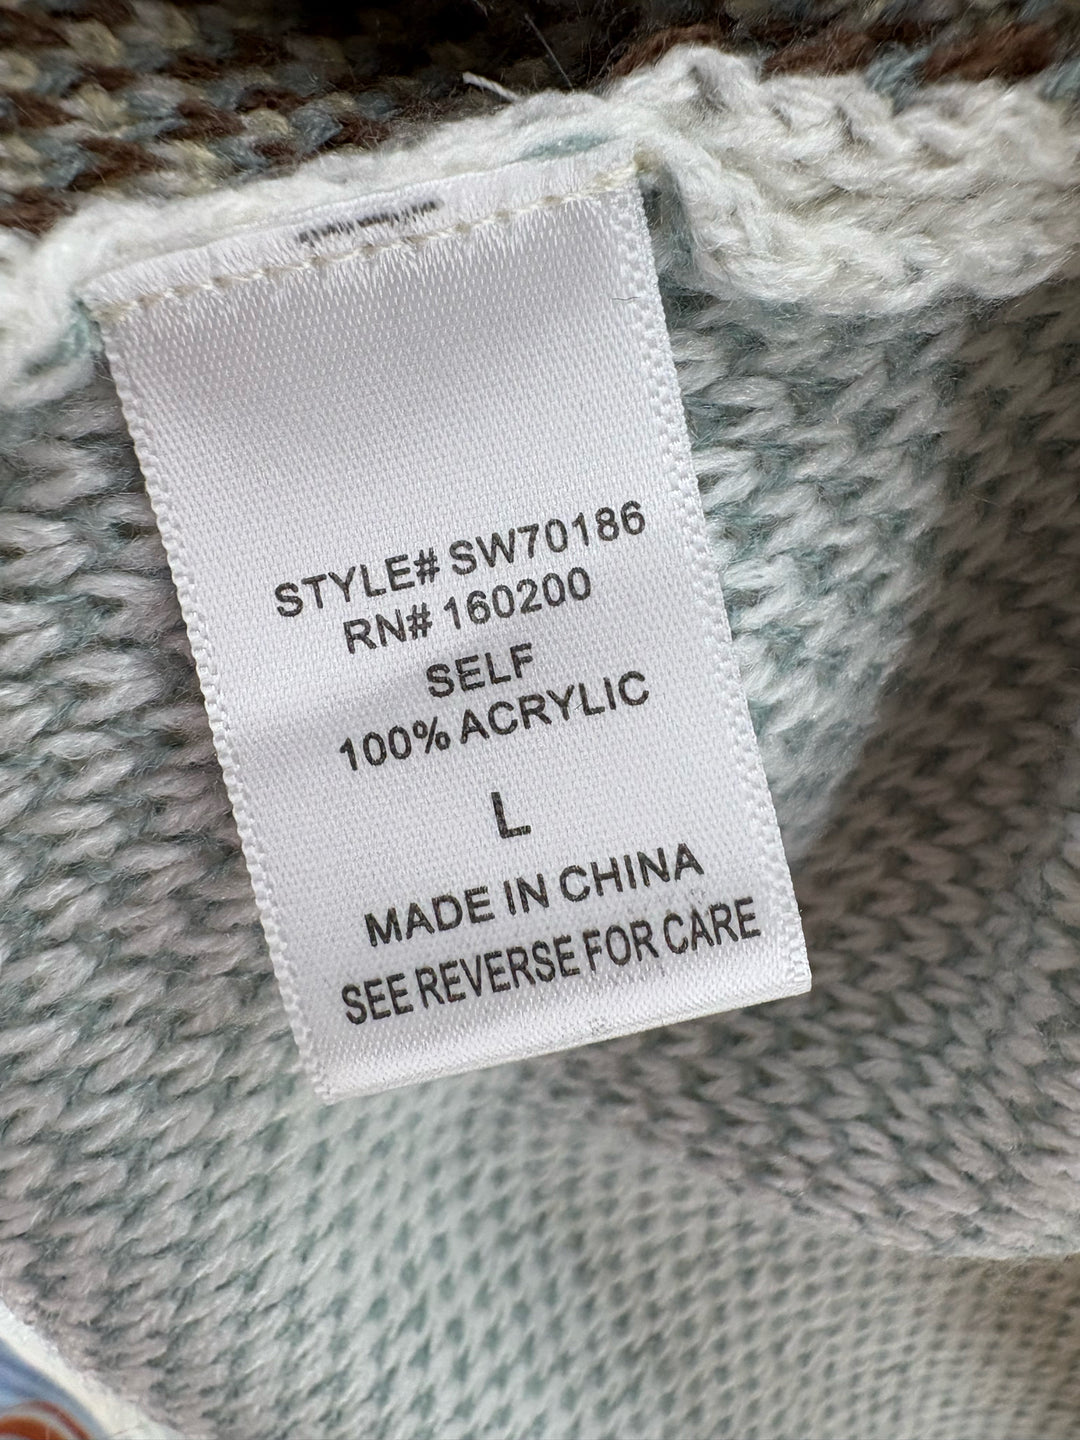 STYLE# SW70186
RN# 160200
SELF
100% ACRYLIC
L
MADE IN CHINA
SEE REVERSE FOR CARE